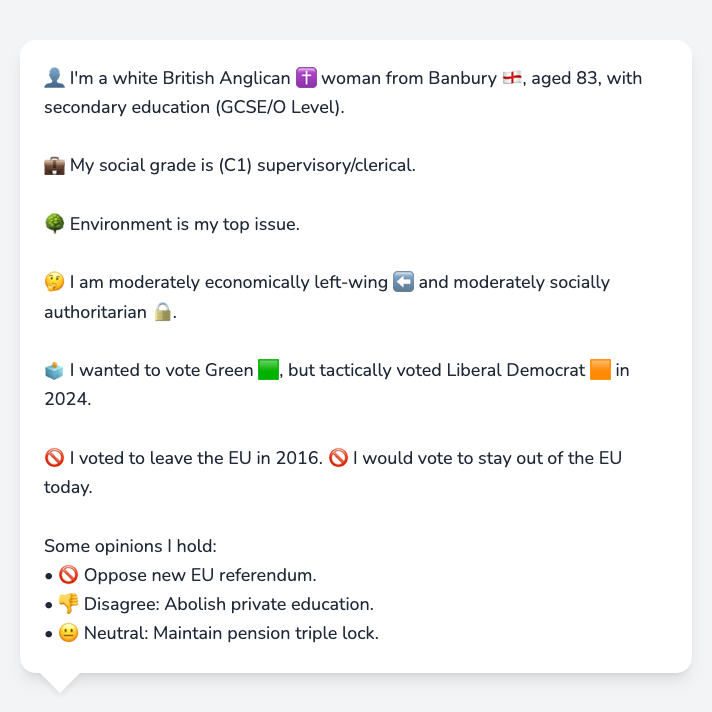 👤 I'm a white British Anglican ✝️ woman from Banbury 🏴󠁧󠁢󠁥󠁮󠁧󠁿, aged 83, with
secondary education (GCSE/O Level).
💼 My social grade is (C1) supervisory/clerical.
🌳 Environment is my top issue.
🤔 I am moderately economically left-wing ⬅️ and moderately socially
authoritarian 🔒.
🗳️ I wanted to vote Green 🟩, but tactically voted Liberal Democrat 🟧 in
2024.
🚫 I voted to leave the EU in 2016. 🚫 I would vote to stay out of the EU
today.
Some opinions I hold:
• 🚫 Oppose new EU referendum.
• 👎 Disagree: Abolish private education.
• 😐 Neutral: Maintain pension triple lock.